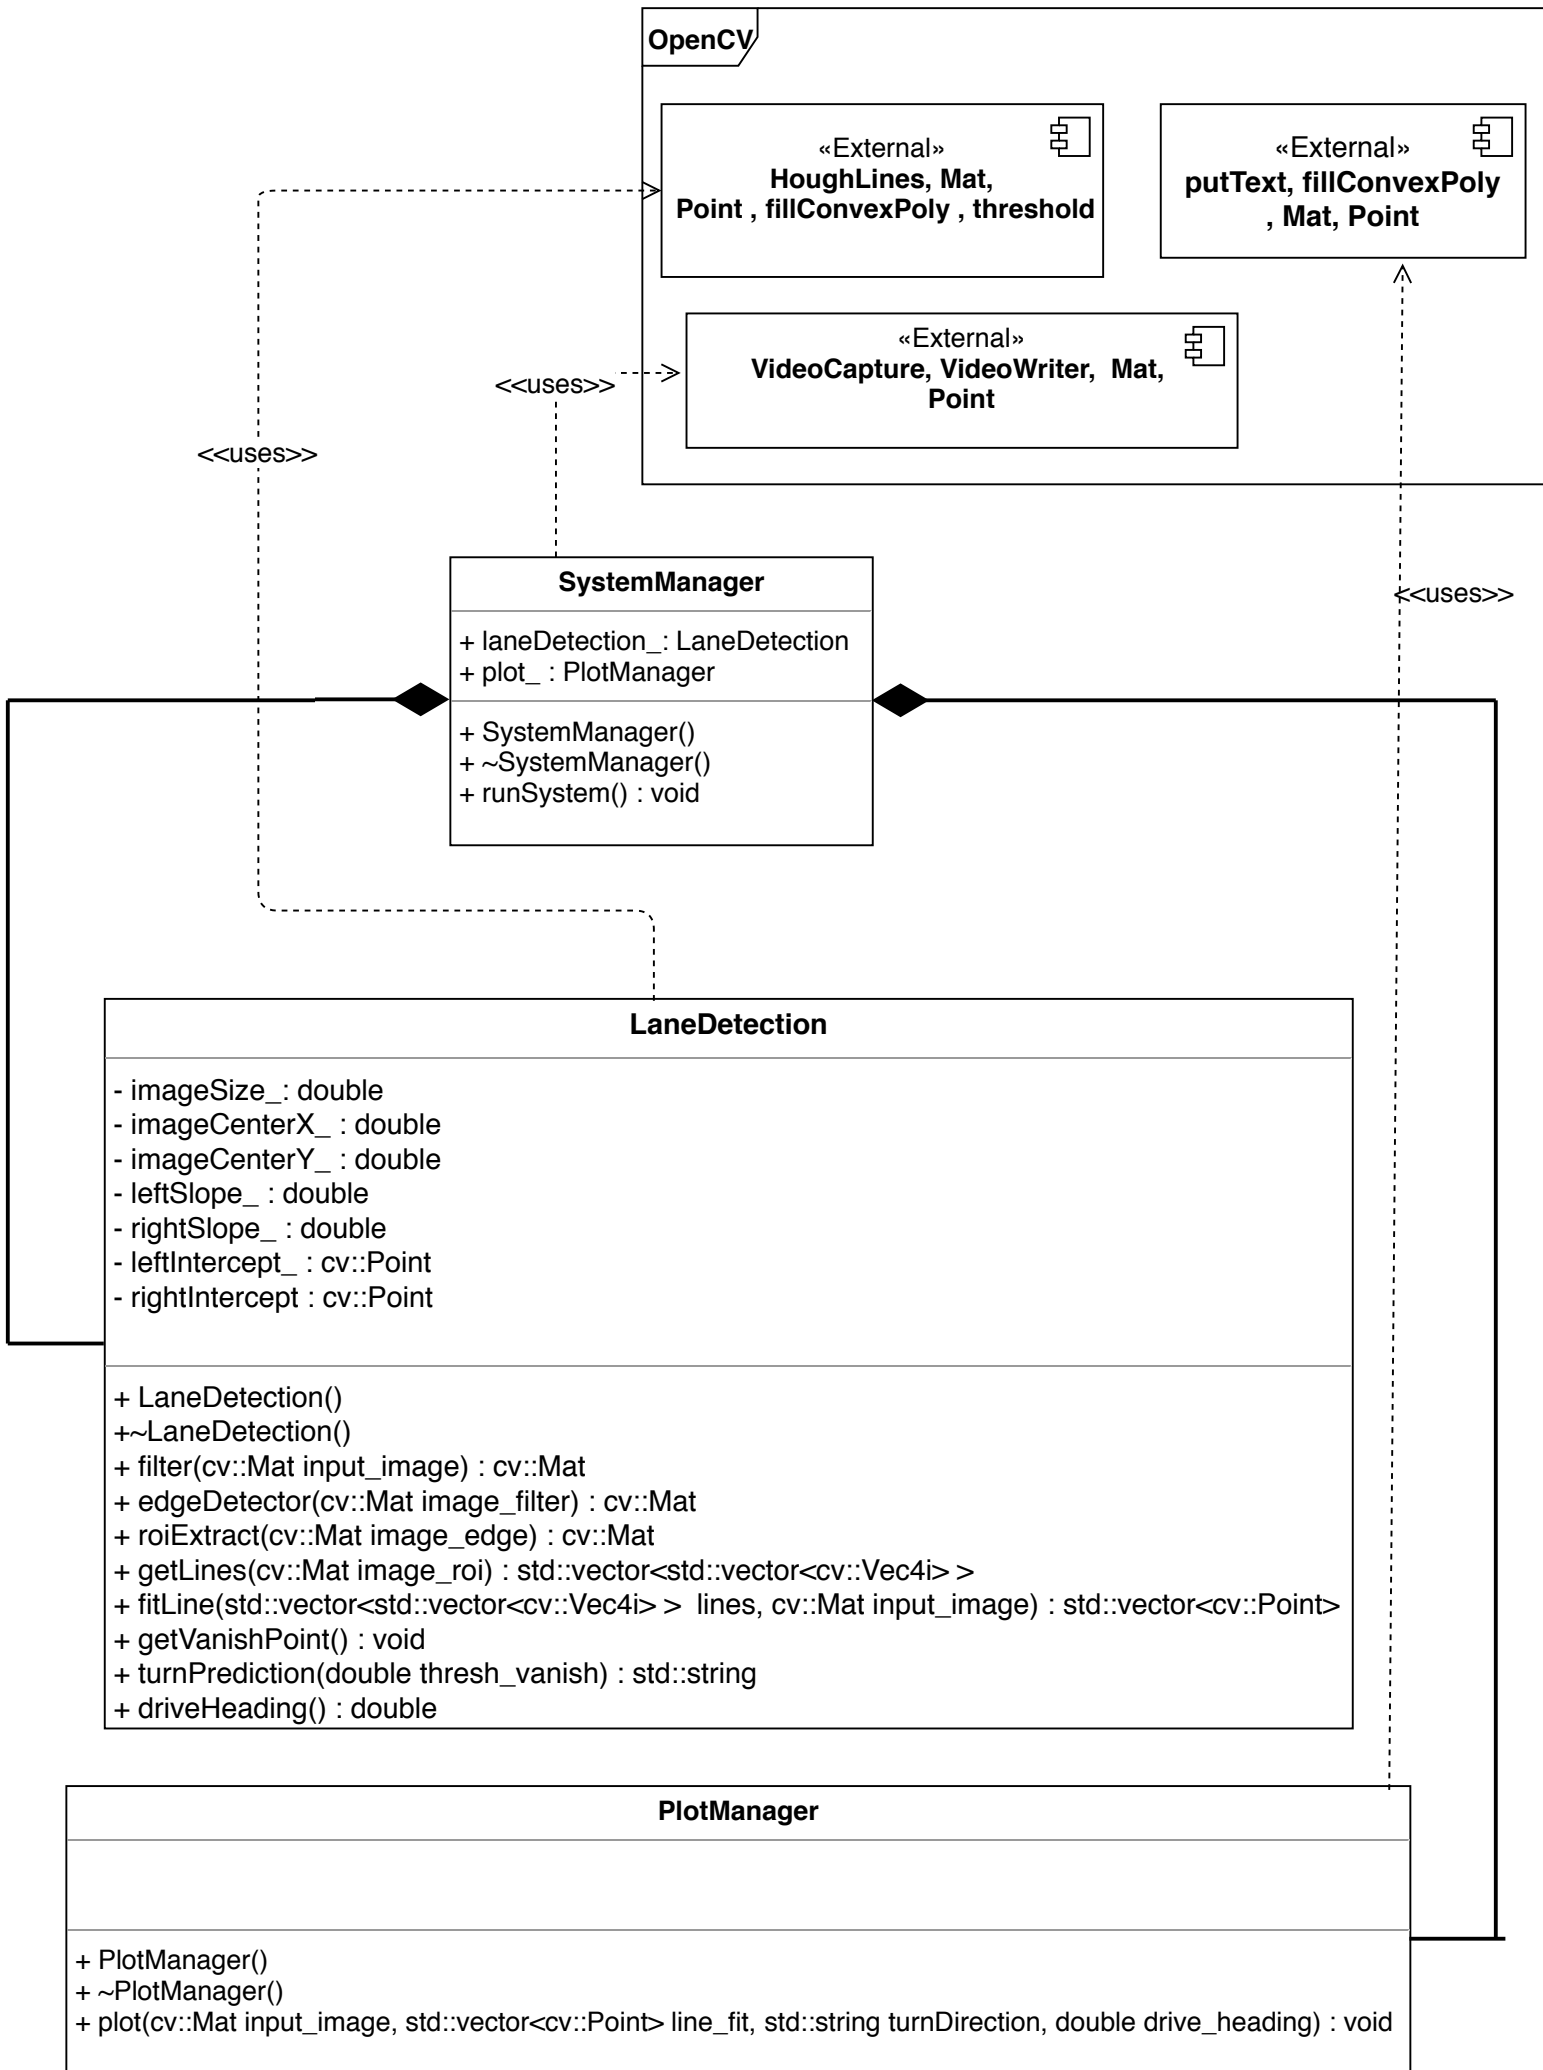 OpenCV
«External»
HoughLines, Mat,
Point , fillConvexPoly , threshold
«External»
putText, fillConvexPoly
, Mat, Point
«External»
VideoCapture, VideoWriter,  Mat,
Point
<<uses>>
<<uses>>
<<uses>>
SystemManager
+ laneDetection_: LaneDetection
+ plot_ : PlotManager
+ SystemManager()
+ ~SystemManager()
+ runSystem() : void
LaneDetection
- imageSize_: double
- imageCenterX_ : double
- imageCenterY_ : double
- leftSlope_ : double
- rightSlope_ : double
- leftIntercept_ : cv::Point
- rightIntercept : cv::Point
+ LaneDetection()
+~LaneDetection()
+ filter(cv::Mat input_image) : cv::Mat
+ edgeDetector(cv::Mat image_filter) : cv::Mat
+ roiExtract(cv::Mat image_edge) : cv::Mat
+ getLines(cv::Mat image_roi) : std::vector<std::vector<cv::Vec4i> >
+ fitLine(std::vector<std::vector<cv::Vec4i> >  lines, cv::Mat input_image) : std::vector<cv::Point>
+ getVanishPoint() : void
+ turnPrediction(double thresh_vanish) : std::string
+ driveHeading() : double
PlotManager
+ PlotManager()
+ ~PlotManager()
+ plot(cv::Mat input_image, std::vector<cv::Point> line_fit, std::string turnDirection, double drive_heading) : void